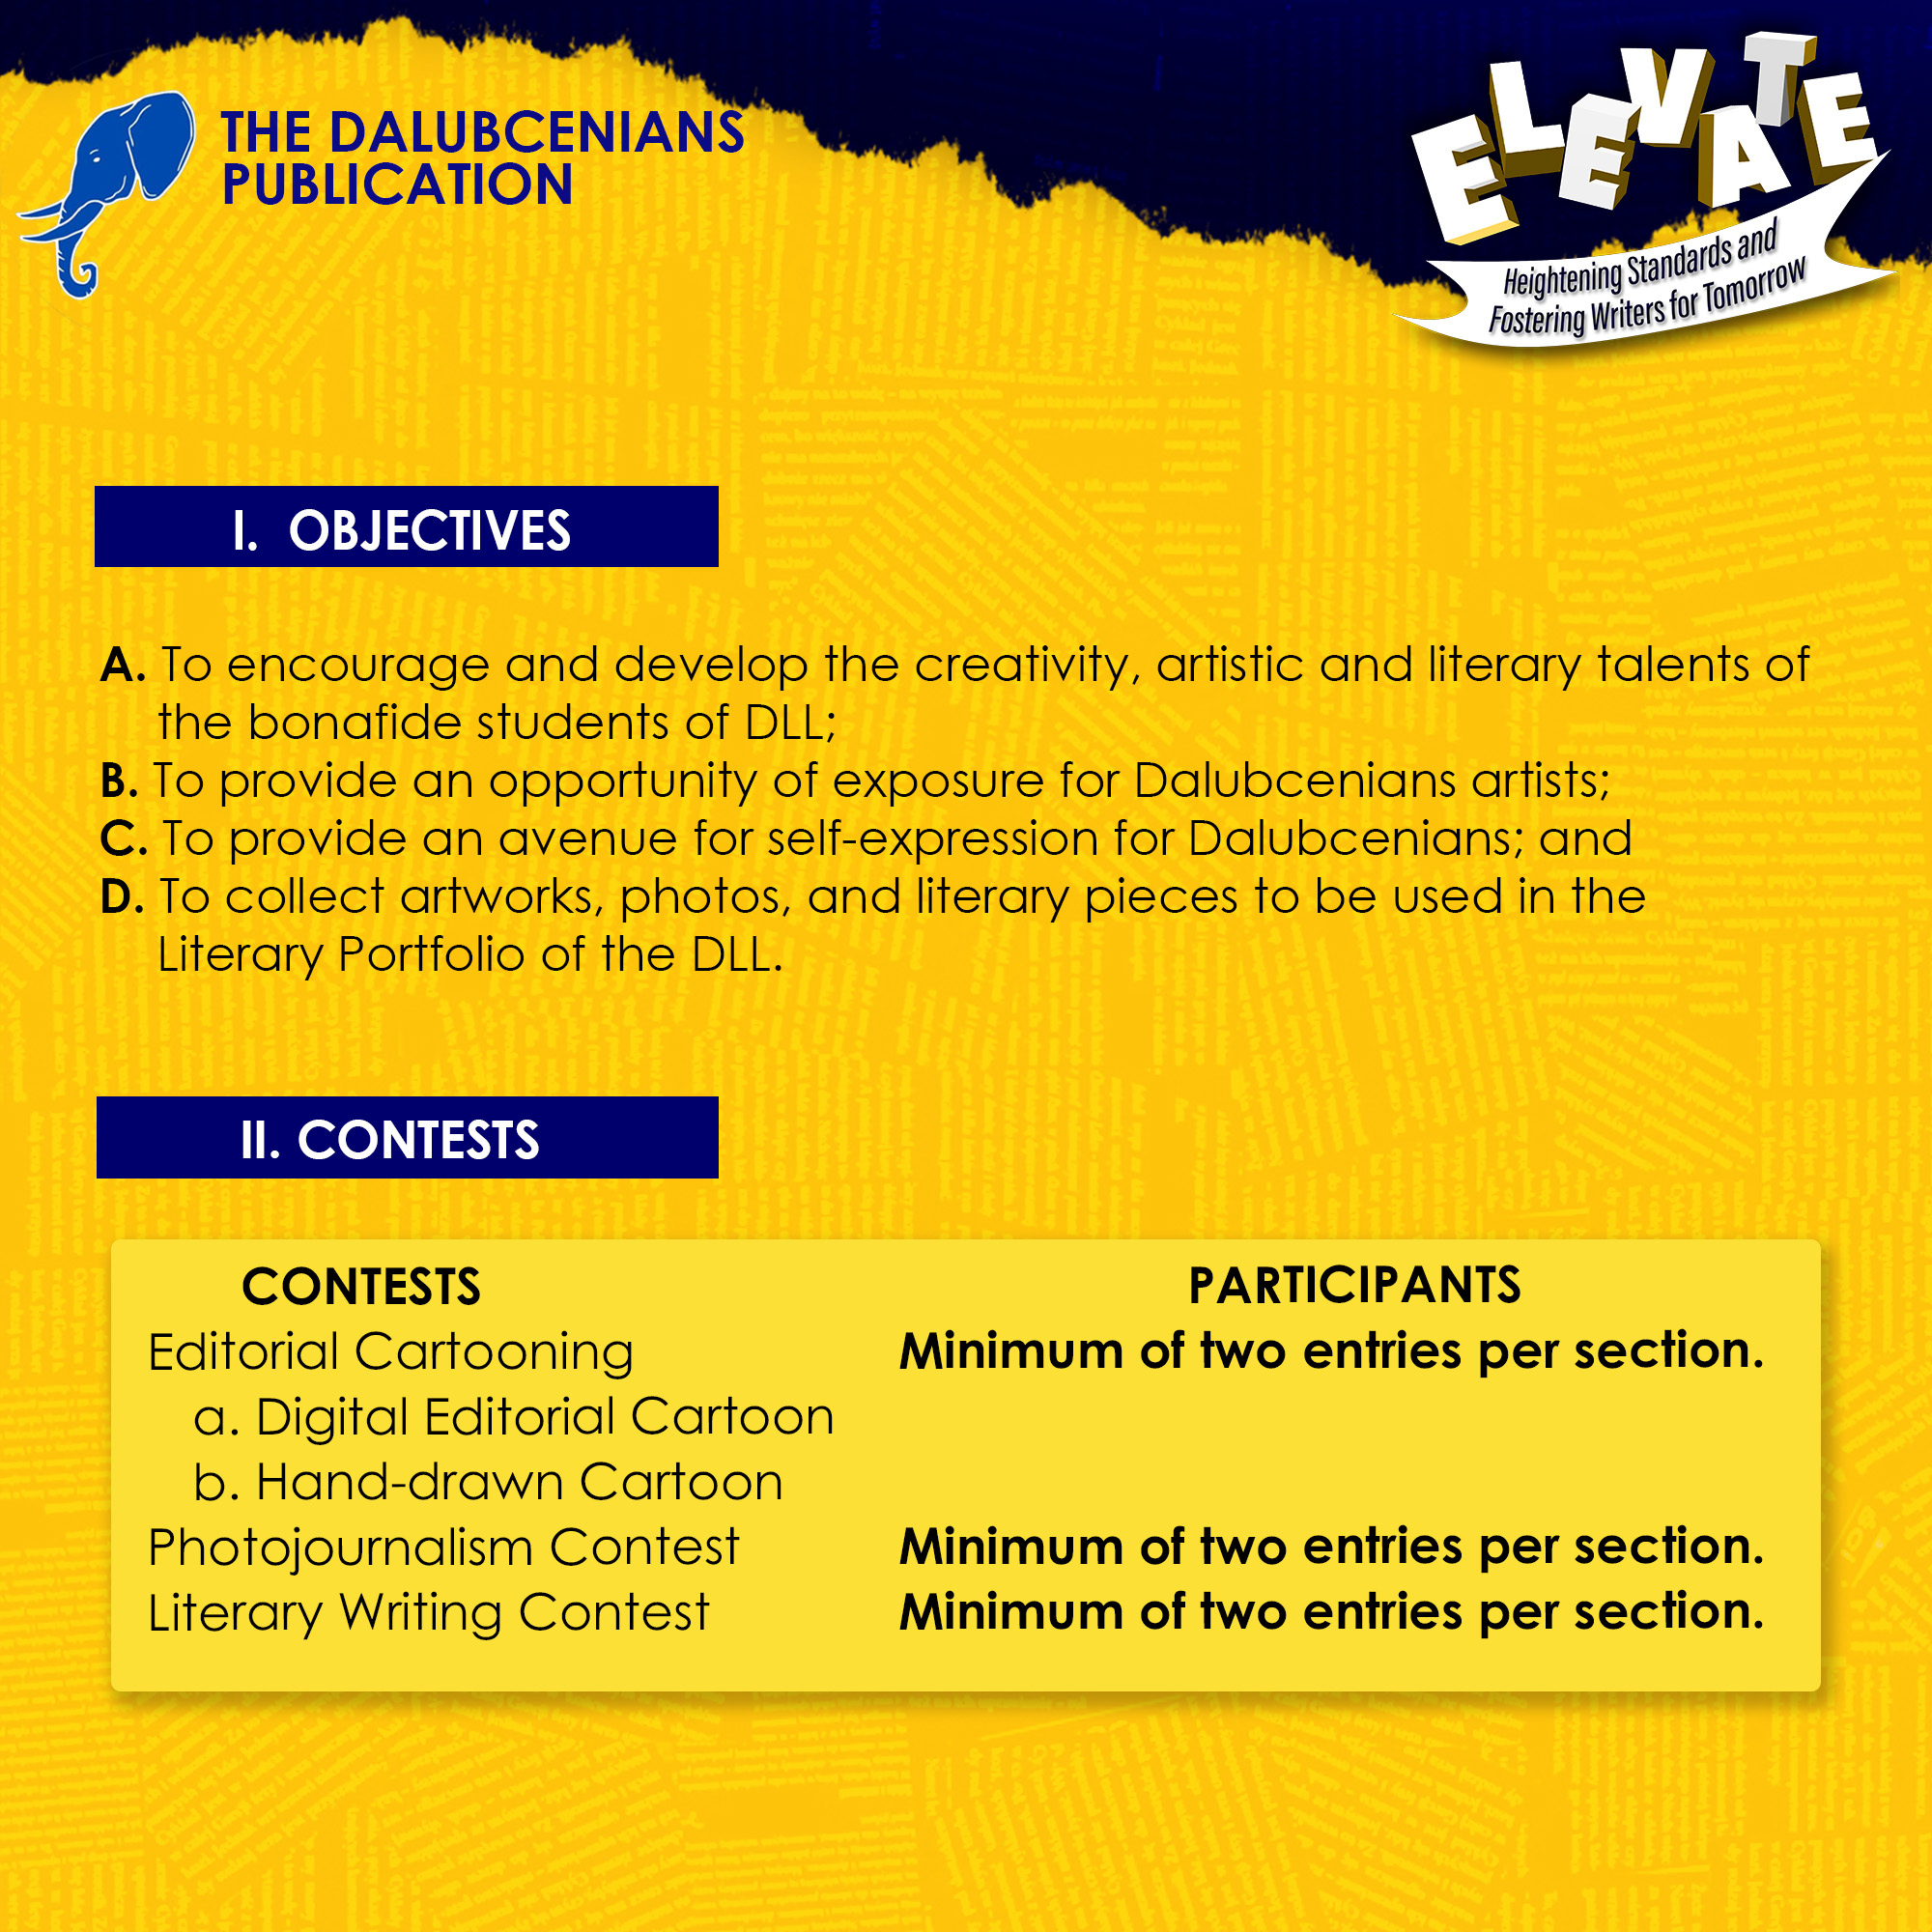 THE DALUBCENIANS
PUBLICATION
ELEVATE
Heightening Standards and
Fostering Writers for Tomorrow
I. OBJECTIVES
A. To encourage and develop the creativity, artistic and literary talents of
the bonafide students of DLL;
B. To provide an opportunity of exposure for Dalubcenians artists;
C. To provide an avenue for self-expression for Dalubcenians; and
D. To collect artworks, photos, and literary pieces to be used in the
Literary Portfolio of the DLL.
II. CONTESTS
CONTESTS PARTICIPANTS
Editorial Cartooning Minimum of two entries per section.
a. Digital Editorial Cartoon
b. Hand-drawn Cartoon
Photojournalism Contest Minimum of two entries per section.
Literary Writing Contest Minimum of two entries per section.